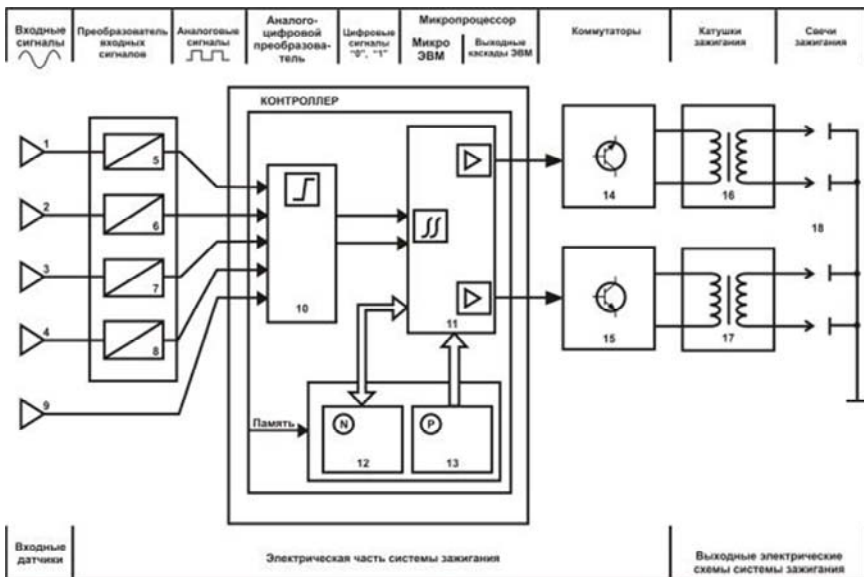 Входные
сигналы
Преобразователь
входных
сигналов
Аналоговые
сигналы
Аналого-
цифровой
преобразова-
тель
Цифровые
сигналы
"0", "1"
Микропроцессор
Микро
ЭВМ
Выходные
каскады ЭВМ
Коммутаторы
Катушки
зажигания
Свечи
зажигания
КОНТРОЛЛЕР
1
5
2
6
3
7
4
8
9
10
11
14
16
18
15
17
Память
N
12
P
13
Входные
датчики
Электрическая часть системы зажигания
Выходные электрические
схемы системы зажигания